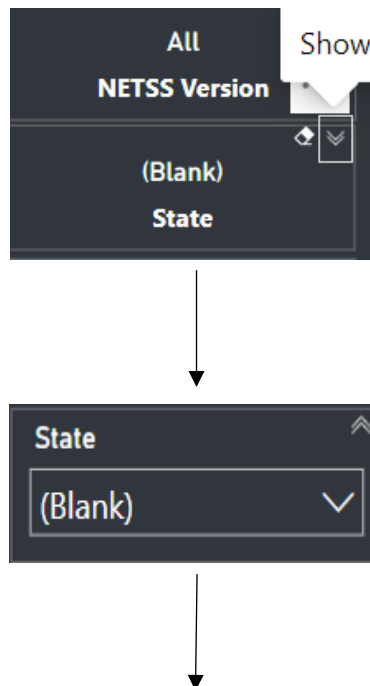 All
Show
NETSS Version
(Blank)
State
State
(Blank)